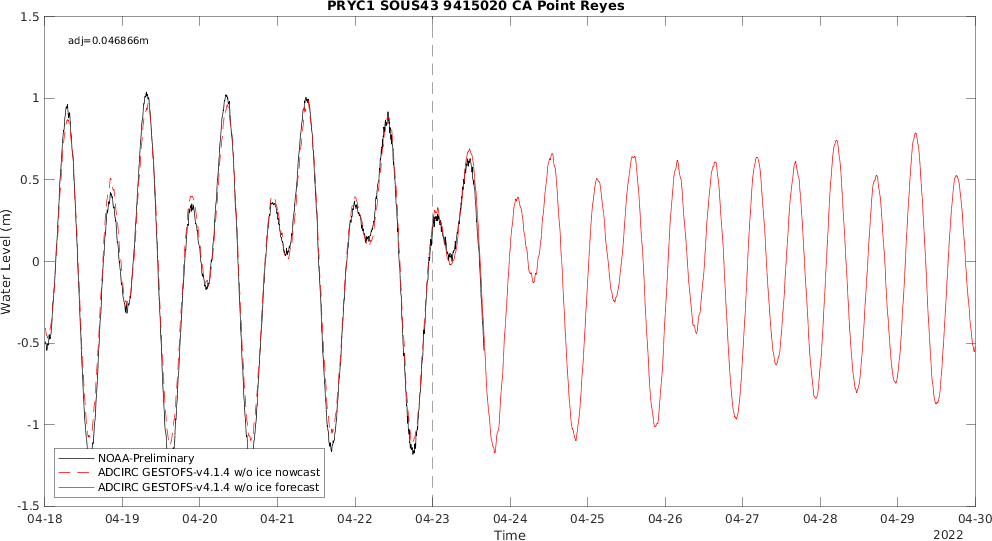 PRYC1 SOUS43 9415020 CA Point Reyes
1.5
adj=0.046866m
1
0.5
Water Level (m)
0
-0.5
-1
NOAA-Preliminary
ADCIRC GESTOFS-v4.1.4 w/o ice nowcast
ADCIRC GESTOFS-v4.1.4 w/o ice forecast
-1.5
04-18 04-19 04-20 04-21 04-22 04-23 04-24 04-25 04-26 04-27 04-28 04-29 04-30
Time
2022